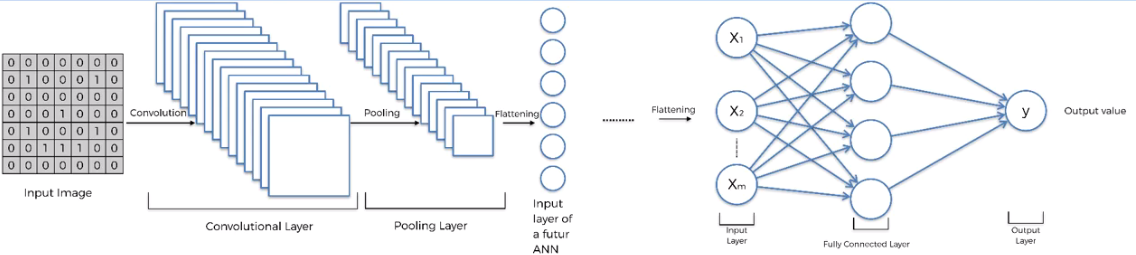 0 0 0 0 0 0 0
0 1 0 0 0 1 0
0 0 0 0 0 0 0
0 0 0 1 0 0 0
0 1 0 0 0 1 0
0 0 1 1 1 0 0
0 0 0 0 0 0 0
Input Image
Convolution
Convolutional Layer
Pooling
Pooling Layer
Flattening
Input
layer of
a futur
ANN
..........
Flattening
X₁
X₂
Xₘ
Input
Layer
Fully Connected Layer
y
Output
Layer
Output value